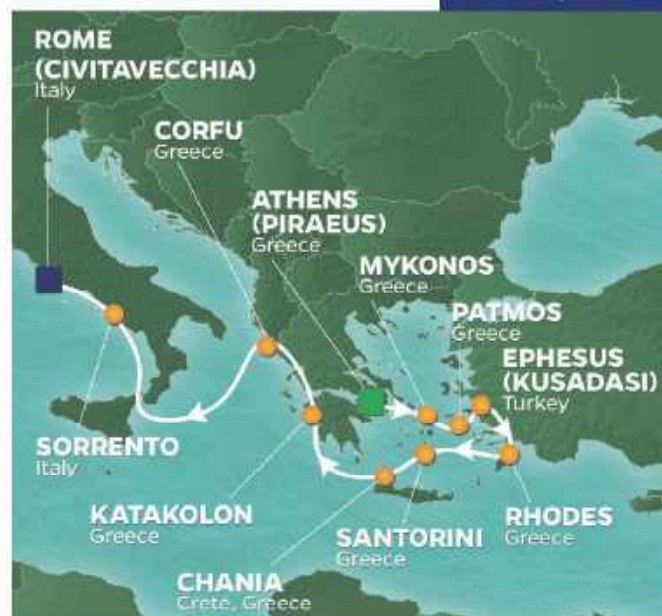 ROME
(CIVITAVECCHIA)
Italy
CORFU
Greece
ATHENS
(PIRAEUS)
Greece
MYKONOS
Greece
PATMOS
Greece
EPHESUS
(KUSADASI)
Turkey
SORRENTO
Italy
KATAKOLON
Greece
CHANIA
Crete, Greece
SANTORINI
Greece
RHODES
Greece